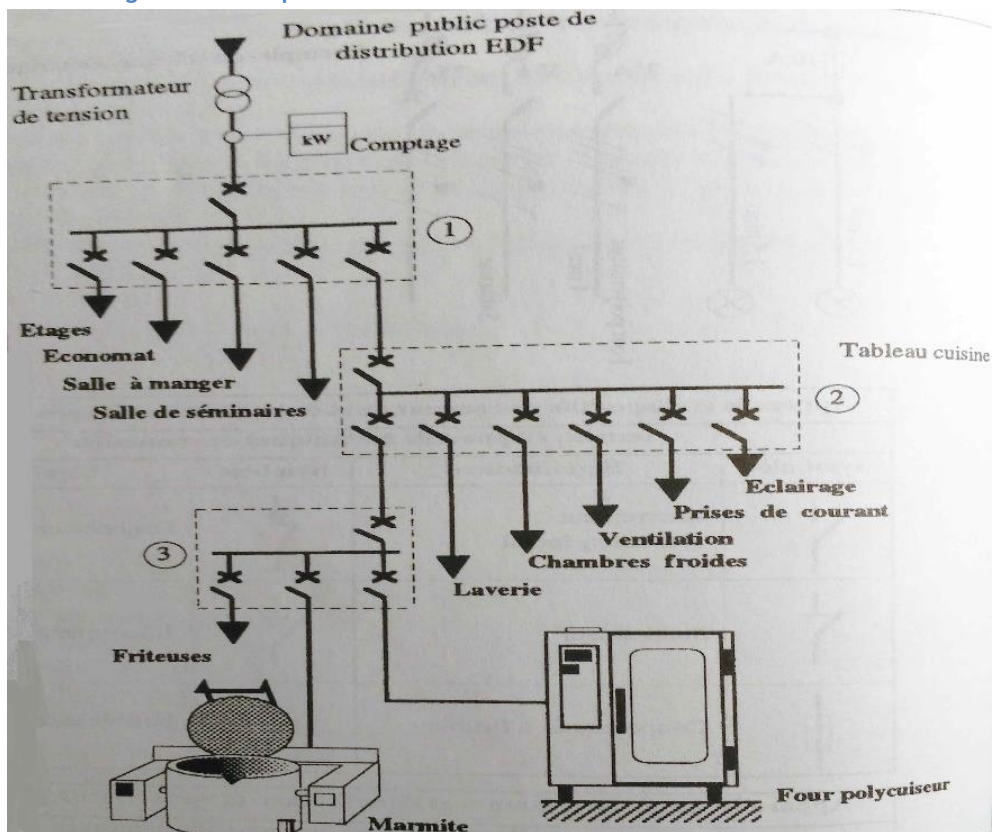 Domaine public poste de
distribution EDF
Transformateur
de tension
kW
Comptage
1
Etages
Economat
Salle à manger
Salle de séminaires
Tableau cuisine
2
Eclairage
Prises de courant
Ventilation
Chambres froides
Laverie
3
Friteuses
Marmite
Four polycuiseur